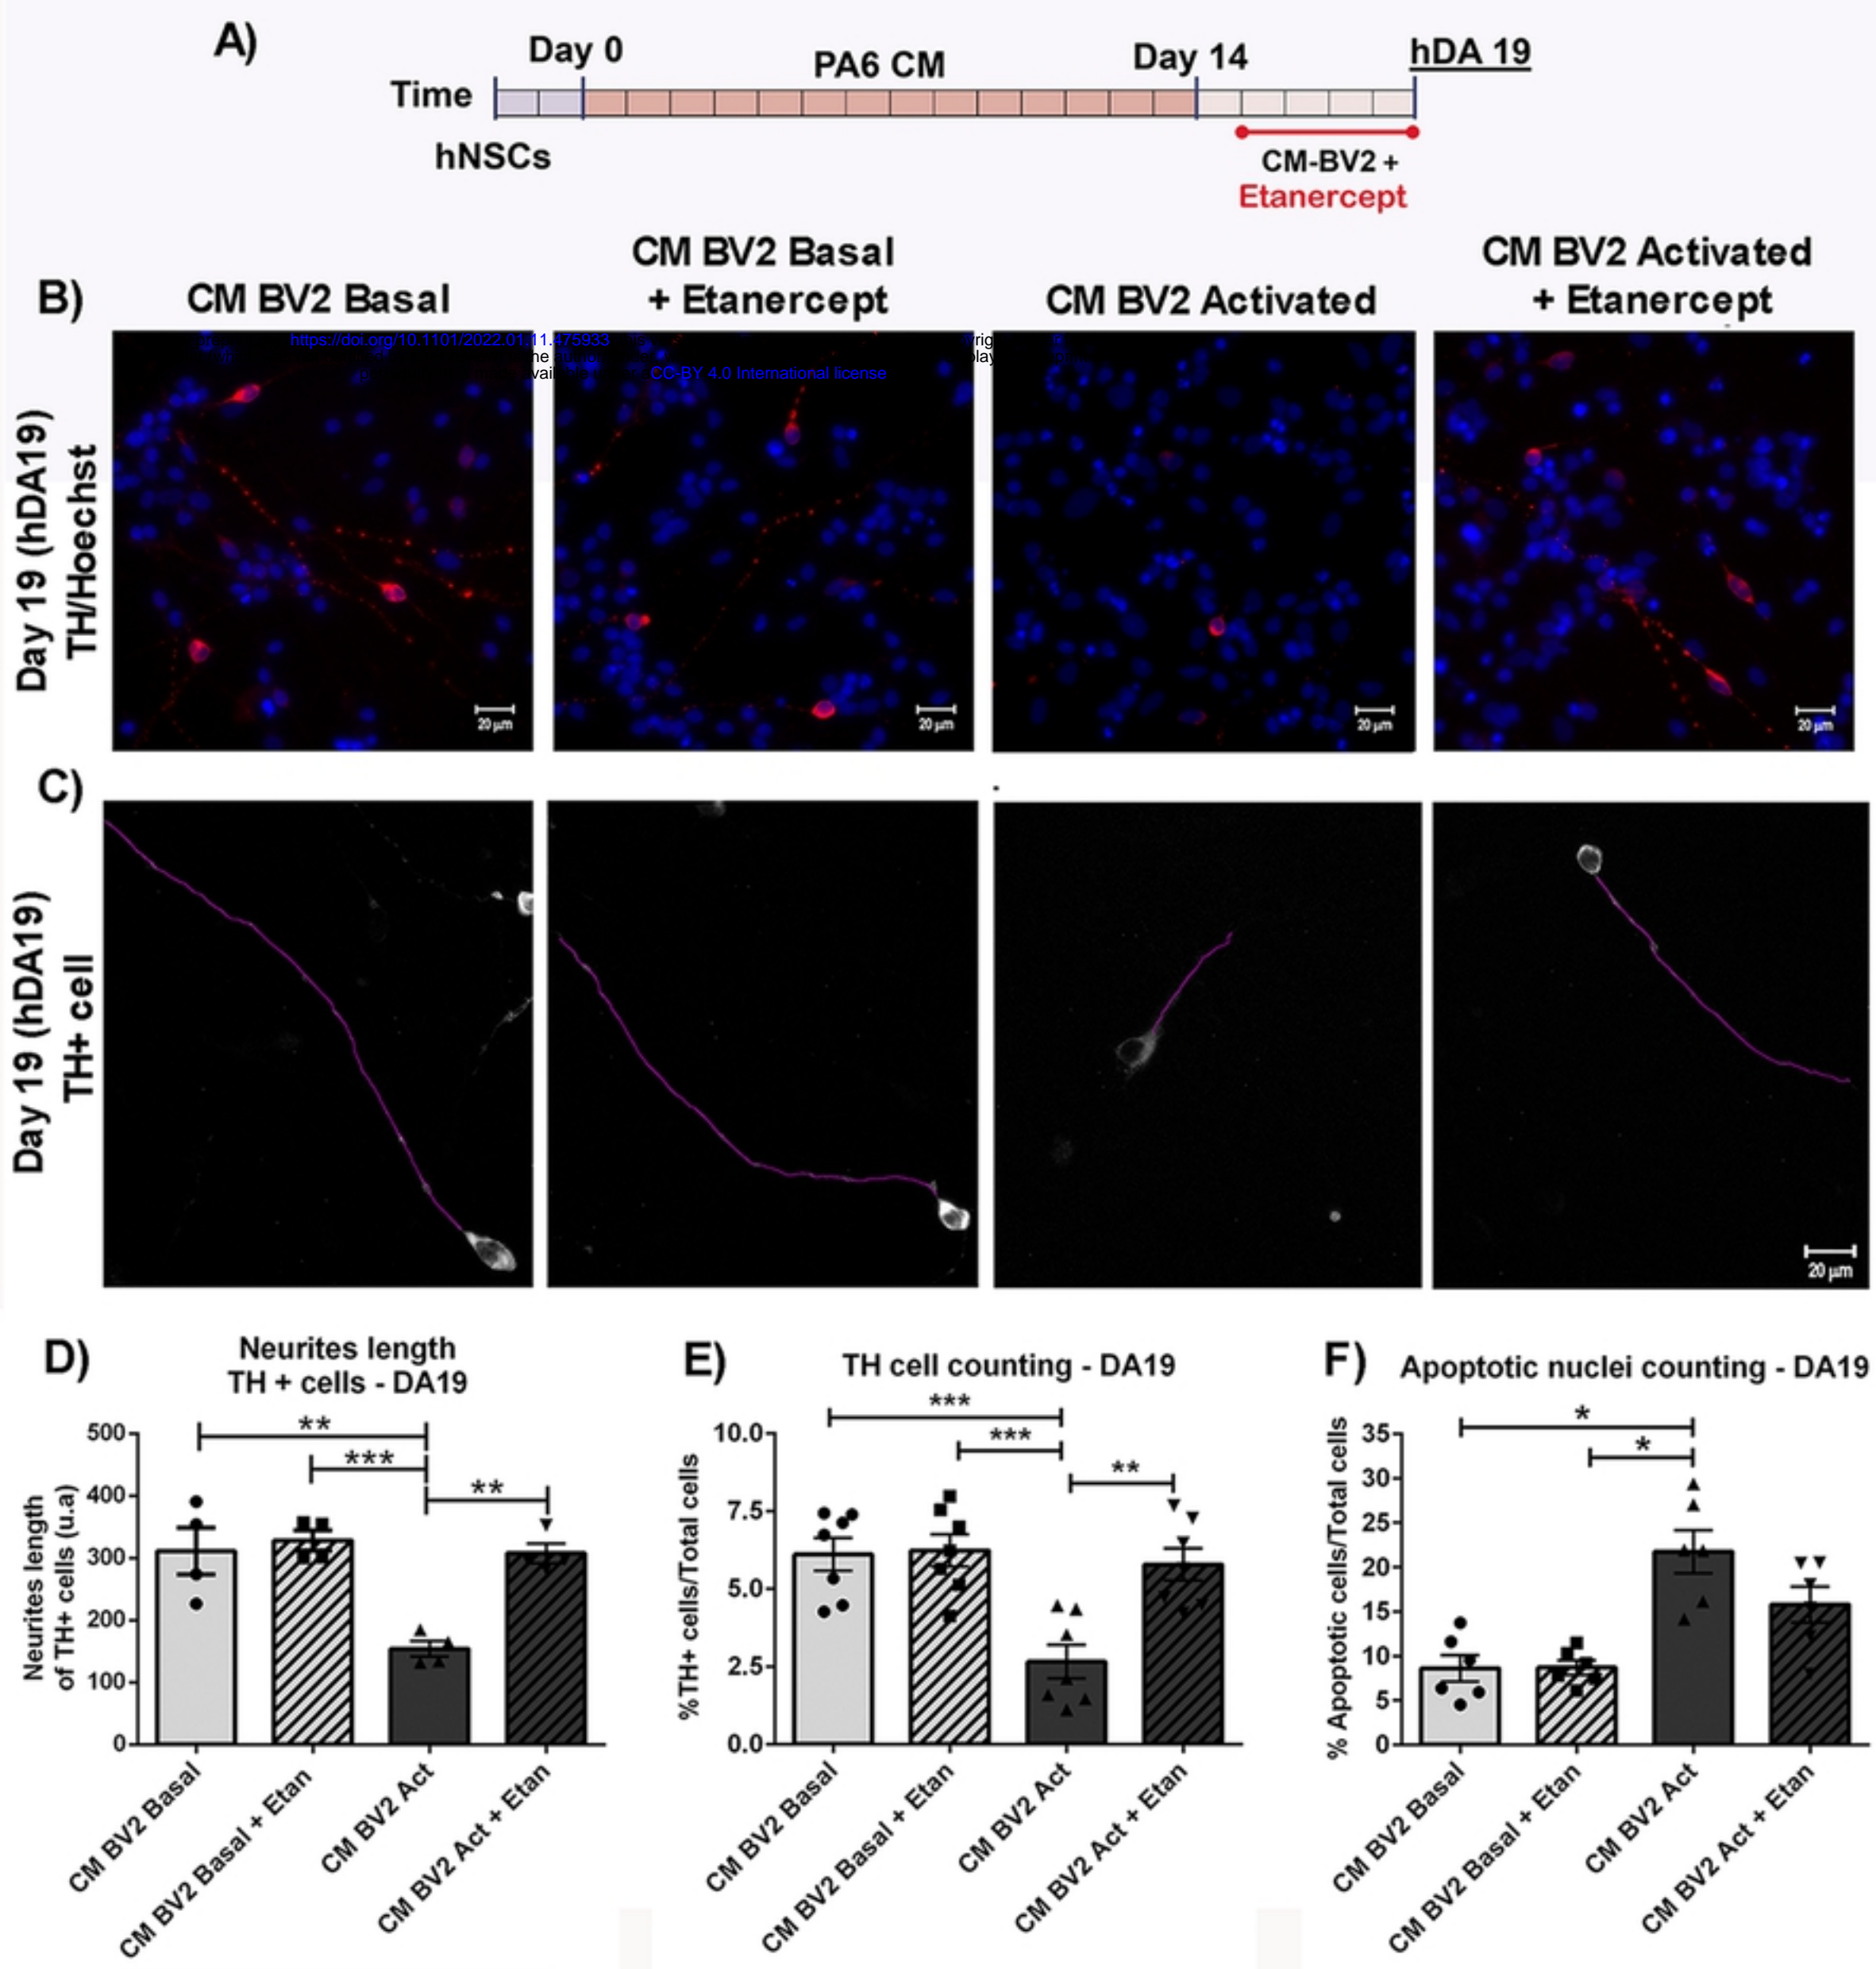 A)
Day 0
PA6 CM
Day 14
hDA 19
Time
hNSCs
CM-BV2 +
Etanercept
B)
CM BV2 Basal
CM BV2 Basal
+ Etanercept
CM BV2 Activated
CM BV2 Activated
+ Etanercept
https://doi.org/10.1101/2022.01.11.475933
CC-BY 4.0 International license
Day 19 (hDA19)
TH/Hoechst
20 µm
20 µm
20 µm
20 µm
C)
Day 19 (hDA19)
TH+ cell
20 µm
D)
Neurites length
TH + cells - DA19
Neurites length
of TH+ cells (u.a)
500
400
300
200
100
0
**
***
**
CM BV2 Basal
CM BV2 Basal + Etan
CM BV2 Act
CM BV2 Act + Etan
E)
TH cell counting - DA19
%TH+ cells/Total cells
10.0
7.5
5.0
2.5
0.0
***
***
**
CM BV2 Basal
CM BV2 Basal + Etan
CM BV2 Act
CM BV2 Act + Etan
F)
Apoptotic nuclei counting - DA19
% Apoptotic cells/Total cells
35
30
25
20
15
10
5
0
*
*
CM BV2 Basal
CM BV2 Basal + Etan
CM BV2 Act
CM BV2 Act + Etan